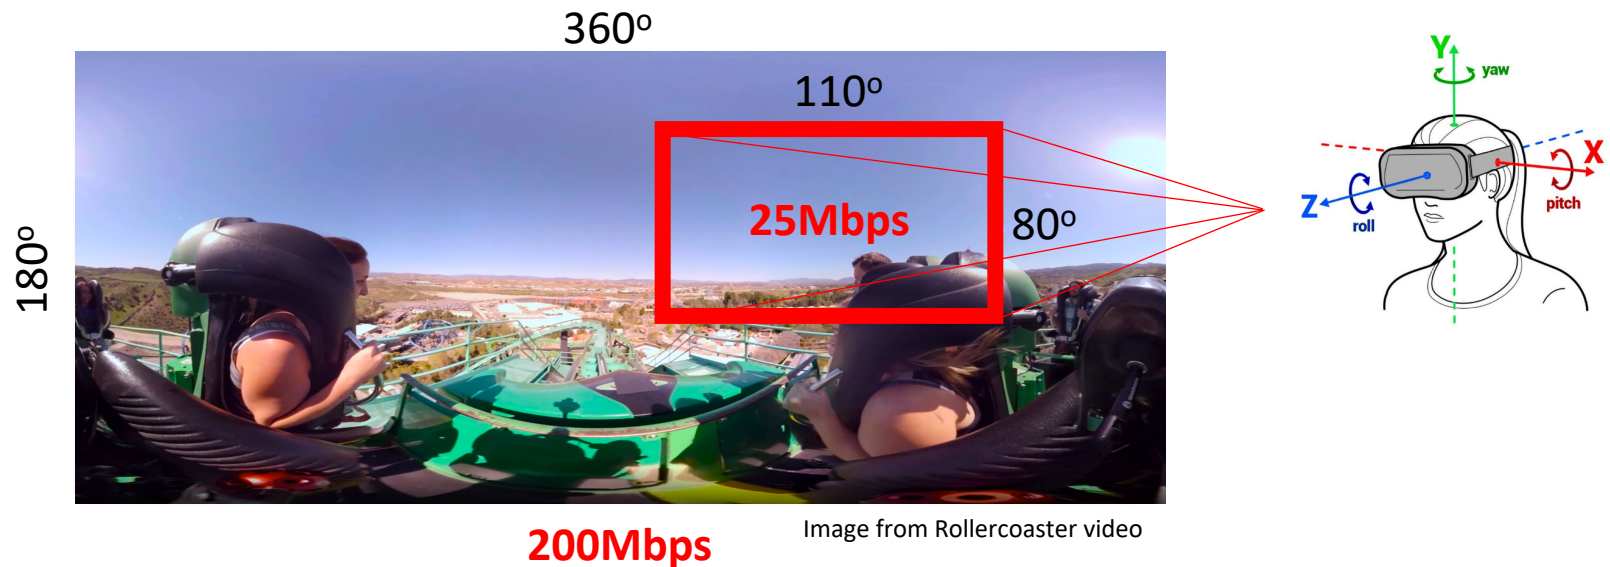 360º
110º
180º
25Mbps
80º
200Mbps
Image from Rollercoaster video
Y
yaw
X
pitch
Z
roll